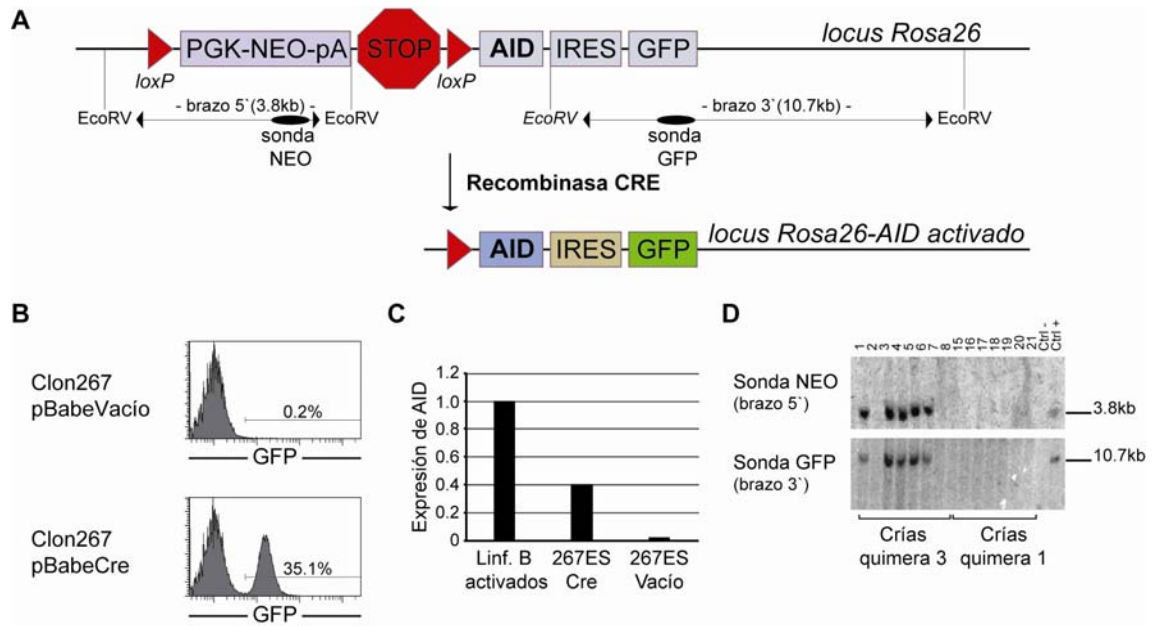 A
PGK-NEO-pA
STOP
AID
IRES
GFP
locus Rosa26
loxP
loxP
- brazo 5`(3.8kb) -
- brazo 3`(10.7kb) -
EcoRV
EcoRV
EcoRV
EcoRV
sonda
NEO
sonda
GFP
Recombinasa CRE
AID
IRES
GFP
locus Rosa26-AID activado
B
Clon267
pBabeVacío
0.2%
GFP
Clon267
pBabeCre
35.1%
GFP
C
Expresión de AID
1.2
1.0
0.8
0.6
0.4
0.2
0
Linf. B
activados
267ES
Cre
267ES
Vacío
D
1 2 3 4 5 6 7 8 15 16 17 18 19 20 21 Ctrl - Ctrl +
Sonda NEO
(brazo 5`)
3.8kb
Sonda GFP
(brazo 3`)
10.7kb
Crías
quimera 3
Crías
quimera 1